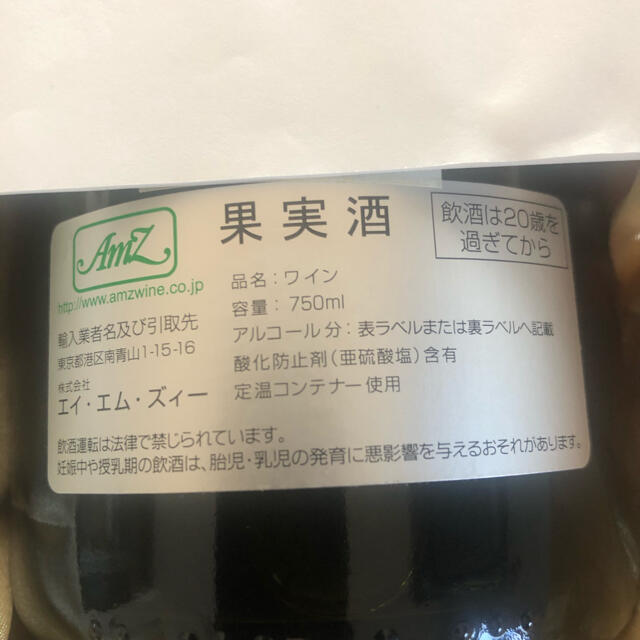 AmZ
http://www.amzwine.co.jp
輸入業者名及び引取先
東京都港区南青山1-15-16
株式会社
エイ・エム・ズィー
果実酒
飲酒は20歳を
過ぎてから
品名：ワイン
容量：750ml
アルコール分：表ラベルまたは裏ラベルへ記載
酸化防止剤（亜硫酸塩）含有
定温コンテナー使用
飲酒運転は法律で禁じられています。
妊娠中や授乳期の飲酒は、胎児・乳児の発育に悪影響を与えるおそれがあります。